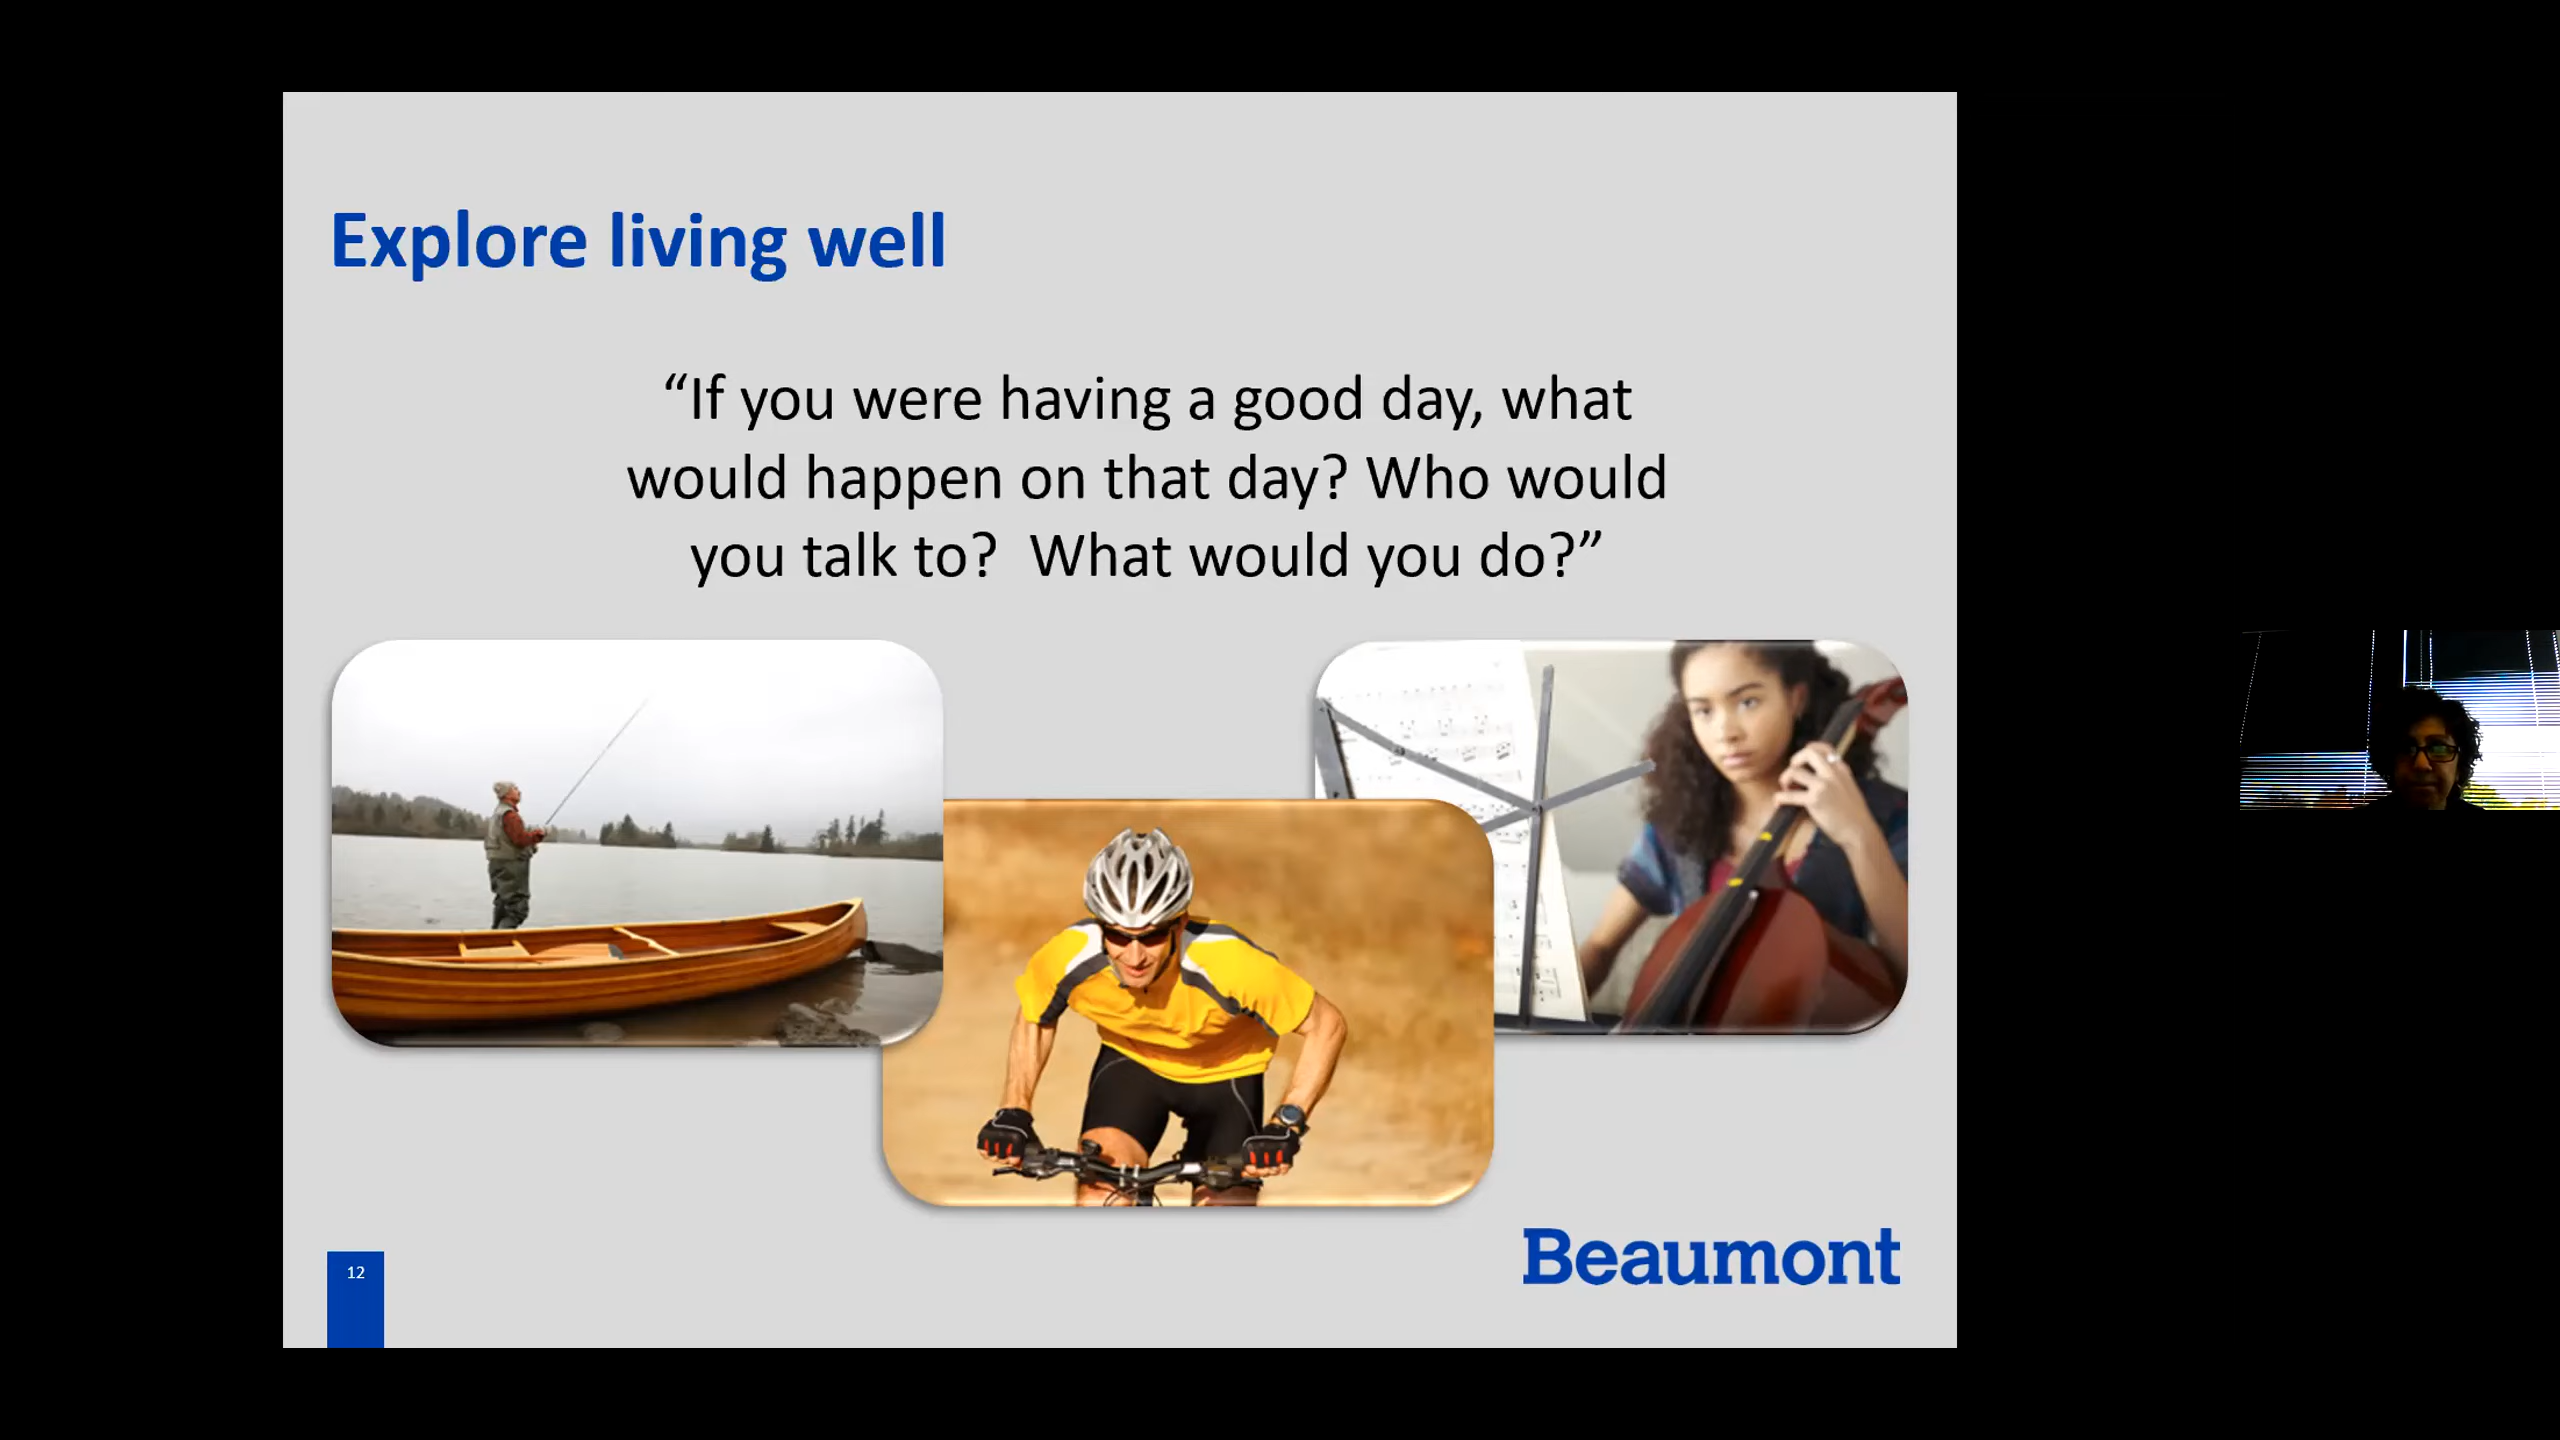 Explore living well
“If you were having a good day, what
would happen on that day? Who would
you talk to?  What would you do?”
12
Beaumont